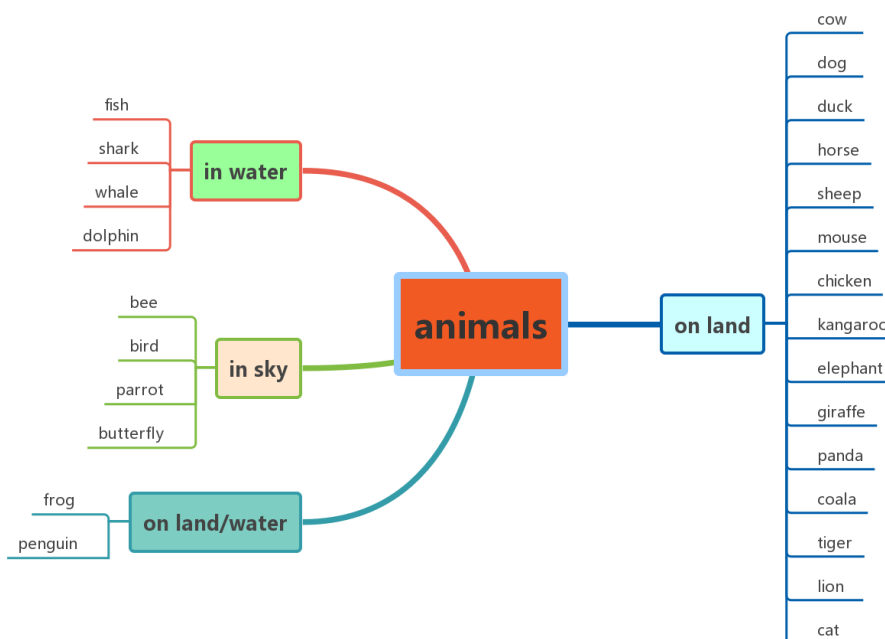 animals
in water
fish
shark
whale
dolphin
in sky
bee
bird
parrot
butterfly
on land/water
frog
penguin
on land
cow
dog
duck
horse
sheep
mouse
chicken
kangaroo
elephant
giraffe
panda
coala
tiger
lion
cat